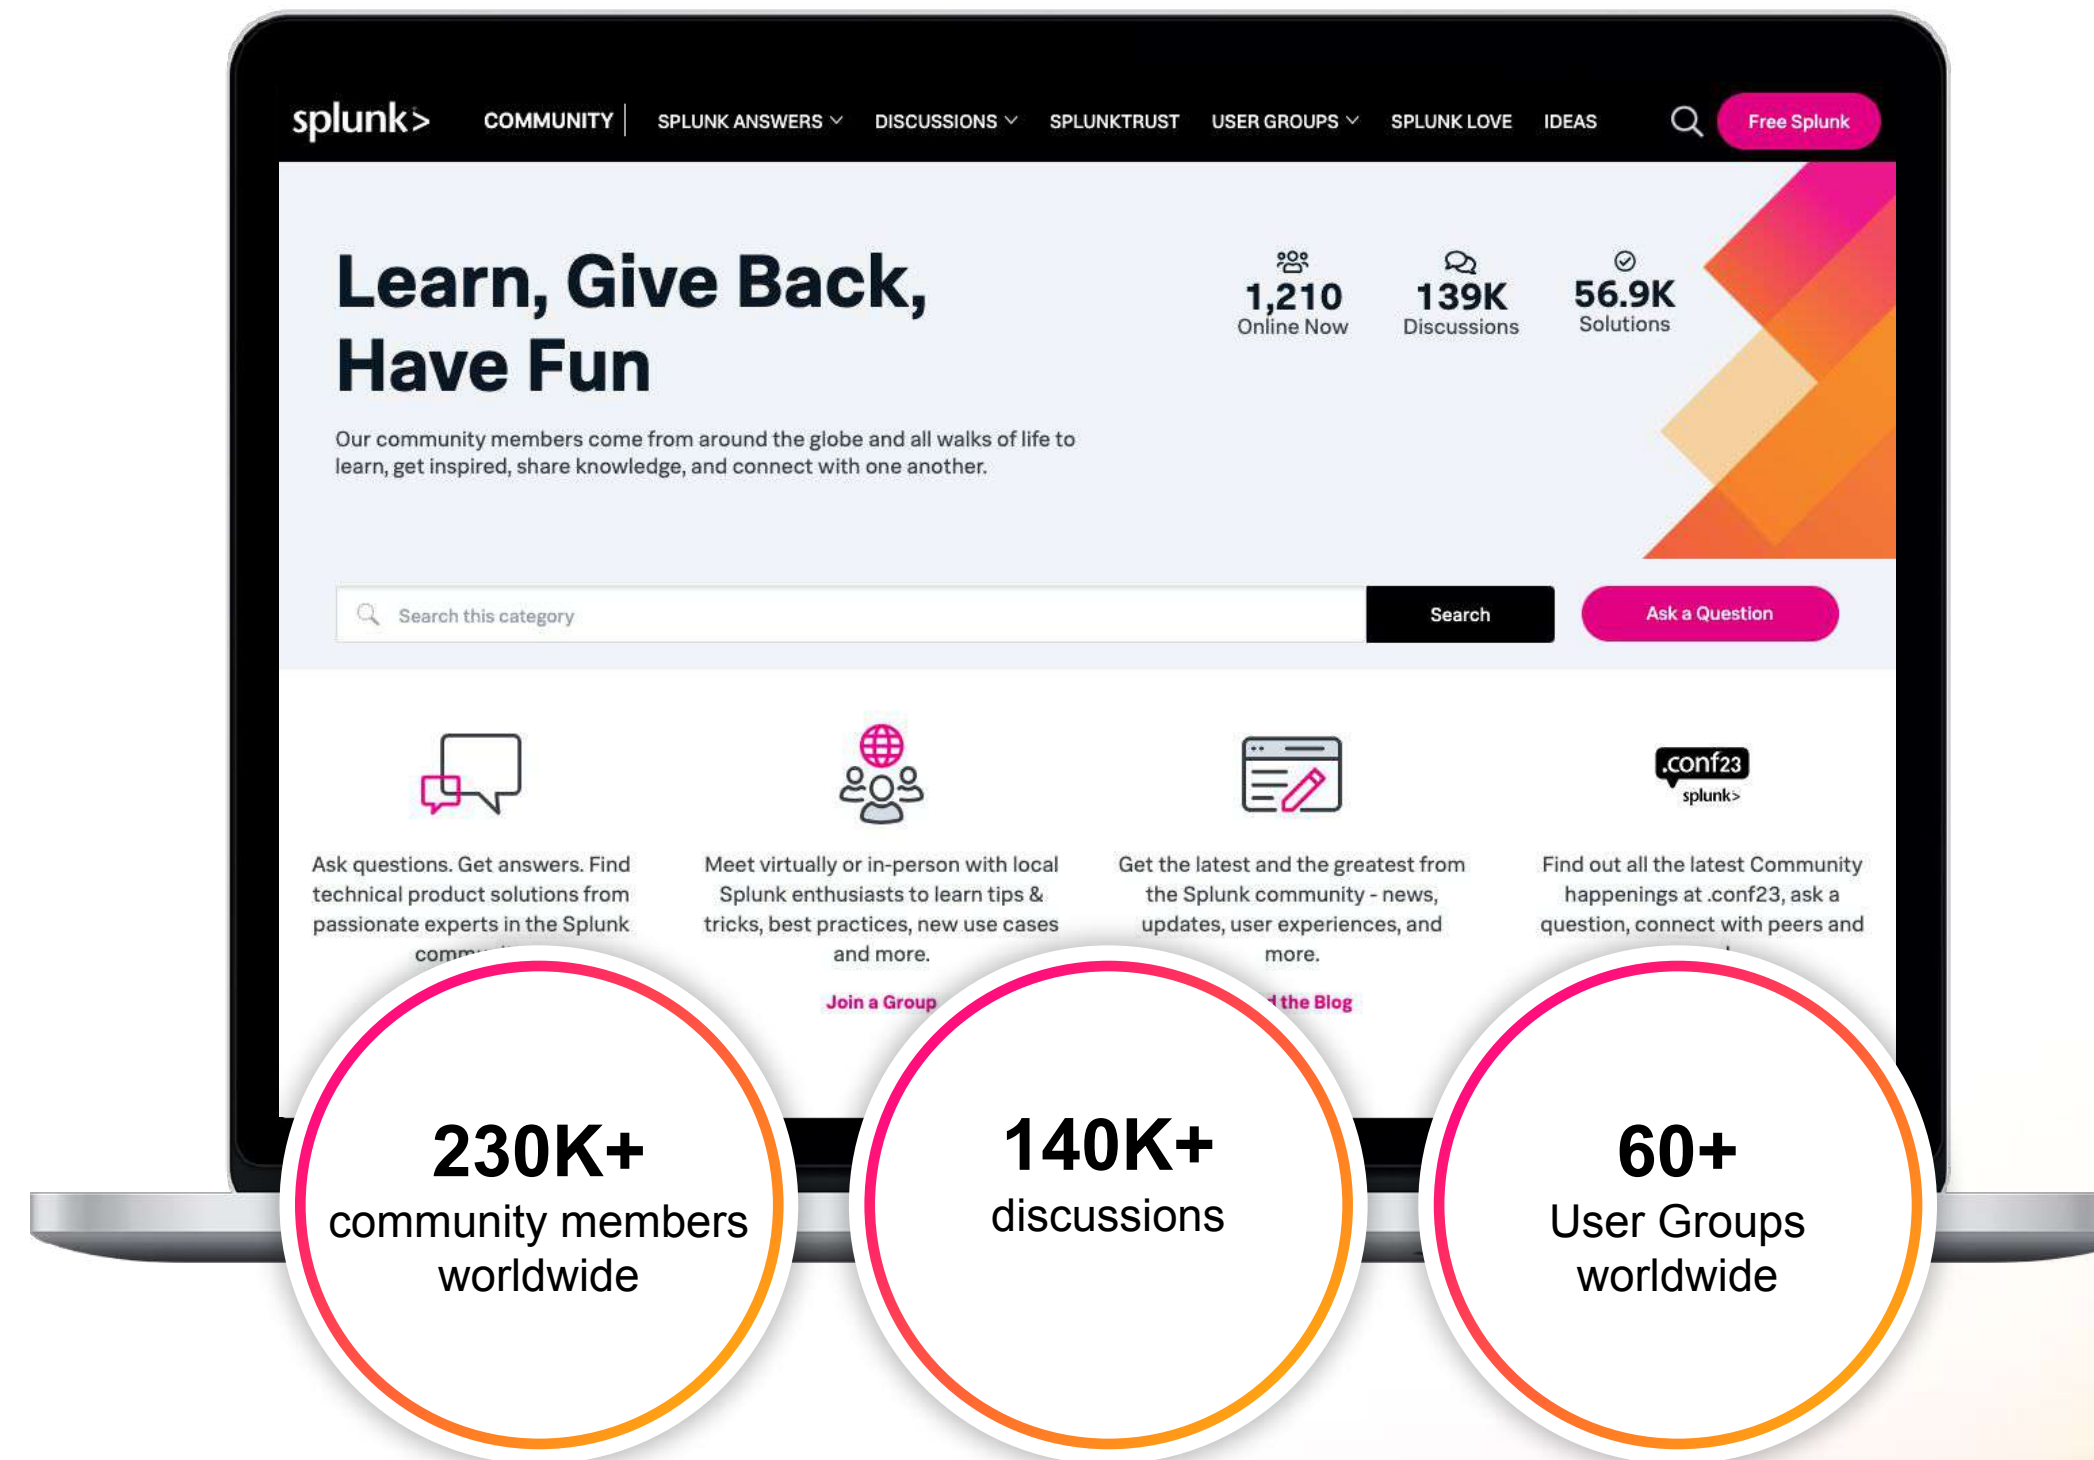 splunk> COMMUNITY SPLUNK ANSWERS DISCUSSIONS SPLUNKTRUST USER GROUPS SPLUNK LOVE IDEAS Free Splunk
Learn, Give Back,
Have Fun
1,210
Online Now
139K
Discussions
56.9K
Solutions
Our community members come from around the globe and all walks of life to
learn, get inspired, share knowledge, and connect with one another.
Search this category
Search
Ask a Question
Ask questions. Get answers. Find
technical product solutions from
passionate experts in the Splunk
Meet virtually or in-person with local
Splunk enthusiasts to learn tips &
tricks, best practices, new use cases
and more.
Join a Group
Get the latest and the greatest from
the Splunk community - news,
updates, user experiences, and
more.
the Blog
.conf23
splunk>
Find out all the latest Community
happenings at .conf23, ask a
question, connect with peers and
230K+
community members
worldwide
140K+
discussions
60+
User Groups
worldwide